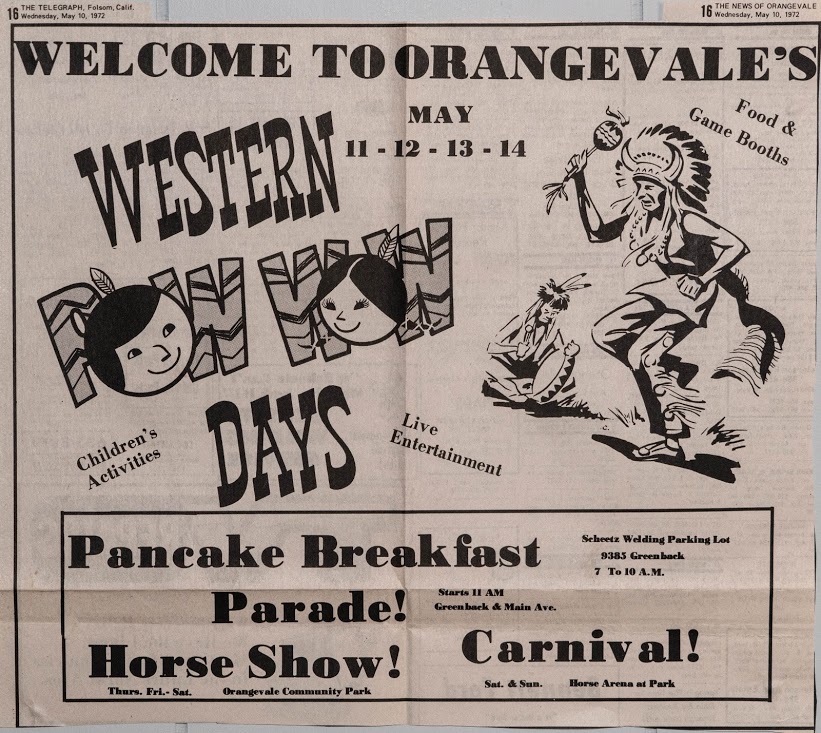 16 THE TELEGRAPH, Folsom, Calif.
Wednesday, May 10, 1972
16 THE NEWS OF ORANGEVALE
Wednesday, May 10, 1972
WELCOME TO ORANGEVALE'S
MAY
11 - 12 - 13 - 14
Food &
Game Booths
WESTERN
POW WOW
DAYS
Children's
Activities
Live
Entertainment
Pancake Breakfast
Scheetz Welding Parking Lot
9385 Greenback
7 To 10 A.M.
Parade!
Starts 11 AM
Greenback & Main Ave.
Horse Show!
Thurs. Fri.- Sat. Orangevale Community Park
Carnival!
Sat. & Sun. Horse Arena at Park